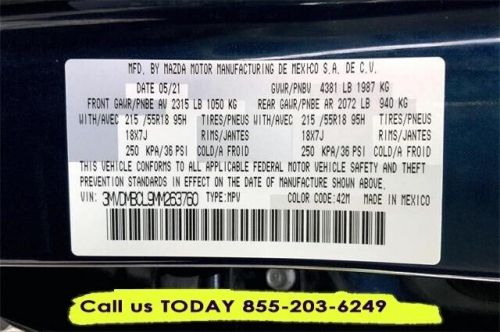 MFD. BY MAZDA MOTOR MANUFACTURING DE MEXICO S.A. DE C.V.
DATE 05/21 GVWR/PNBV 4381 LB 1987 KG
FRONT GAWR/PNBE AV 2315 LB 1050 KG REAR GAWR/PNBE AR 2072 LB 940 KG
WITH/AVEC 215 /55R18 95H TIRES/PNEUS WITH/AVEC 215 /55R18 95H TIRES/PNEUS
18X7J RIMS/JANTES 18X7J RIMS/JANTES
250 KPA/36 PSI COLD/A FROID 250 KPA/36 PSI COLD/A FROID
THIS VEHICLE CONFORMS TO ALL APPLICABLE FEDERAL MOTOR VEHICLE SAFETY AND THEFT
PREVENTION STANDARDS IN EFFECT ON THE DATE OF MANUFACTURE SHOWN ABOVE.
VIN: 3MVDMBCL9MM263760 TYPE:MPV COLOR CODE:42M MADE IN MEXICO
Call us TODAY 855-203-6249